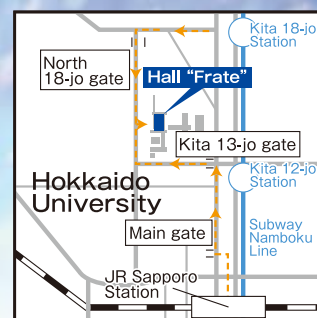 Kita 18-jo
Station
North
18-jo gate
Hall “Frate”
Kita 13-jo gate
Kita 12-jo
Station
Hokkaido
University
Main gate
Subway
Namboku
Line
JR Sapporo
Station